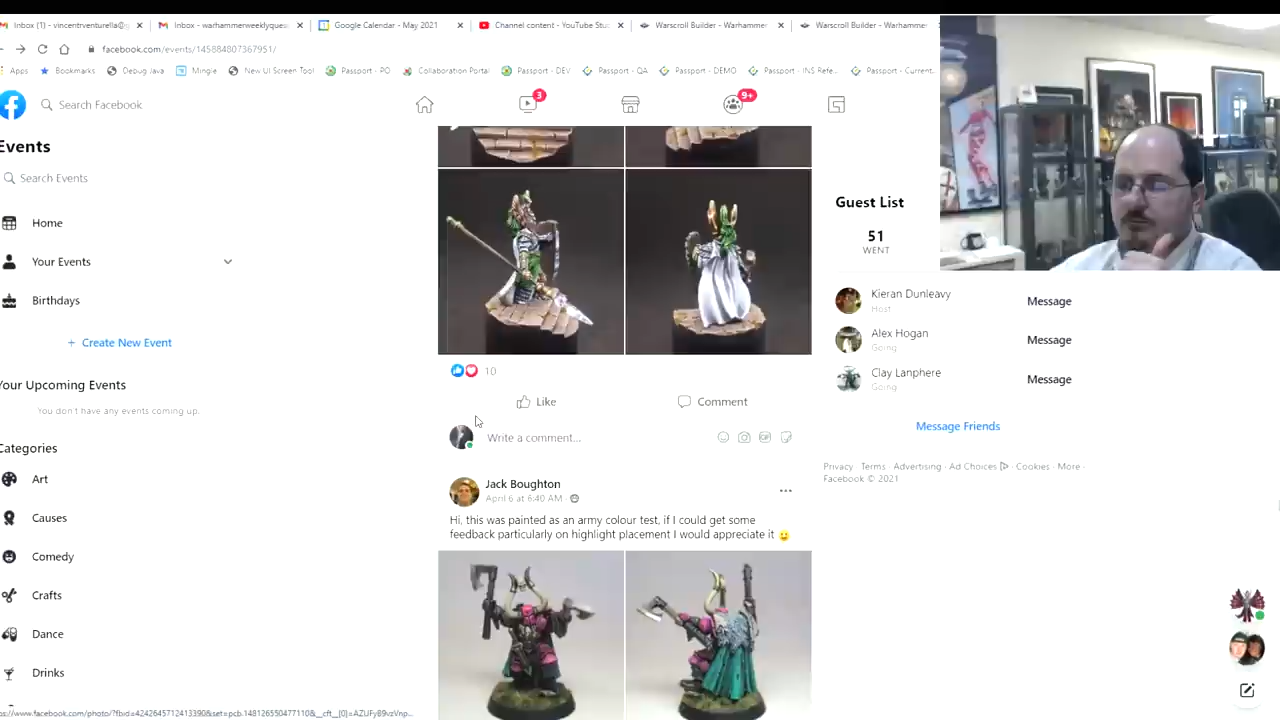 Inbox - vincentrventurella@g
Inbox - warhammerweeklyques
Google Calendar - May 2021
Channel content - YouTube Stu
Warscroll Builder - Warhammer
Warscroll Builder - Warhammer
facebook.com/events/145884807367951/
Apps
Bookmarks
Debug Java
Mingle
New UI Screen Tool
Passport - PO
Collaboration Portal
Passport - DEV
Passport - QA
Passport - DEMO
Passport - INS Refe...
Passport - Current...
Search Facebook
3
9+
Events
Search Events
Home
Your Events
Birthdays
+ Create New Event
Your Upcoming Events
You don't have any events coming up.
Categories
Art
Causes
Comedy
Crafts
Dance
Drinks
10
Like
Comment
Write a comment...
GIF
Jack Boughton
April 6 at 6:40 AM ·
Hi, this was painted as an army colour test, if I could get some
feedback particularly on highlight placement I would appreciate it
Guest List
51
WENT
Kieran Dunleavy
Host
Message
Alex Hogan
Going
Message
Clay Lanphere
Going
Message
Message Friends
Privacy · Terms · Advertising · Ad Choices · Cookies · More ·
Facebook © 2021